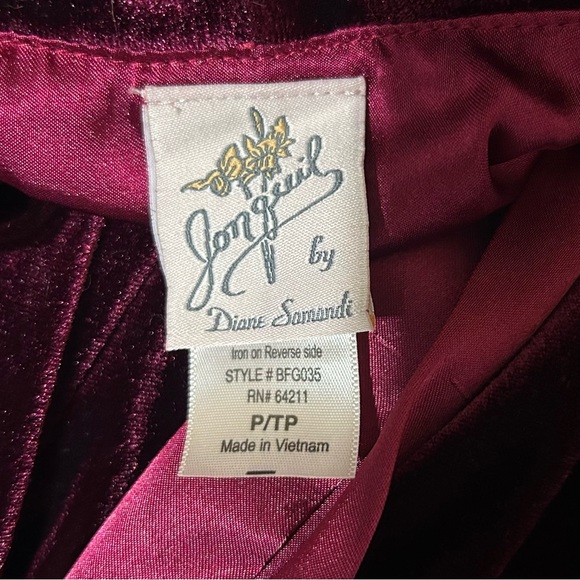 Jonquil
by
Diane Samandi
Iron on Reverse side
STYLE # BFG035
RN# 64211
P/TP
Made in Vietnam